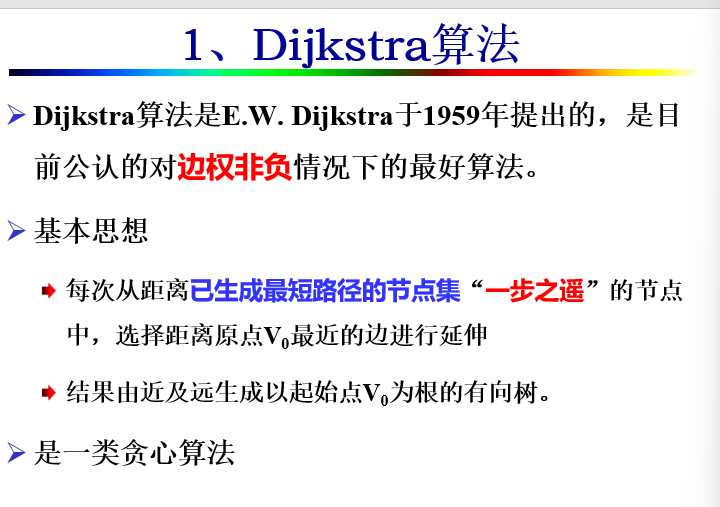 1、Dijkstra算法
Dijkstra算法是E.W. Dijkstra于1959年提出的，是目
前公认的对边权非负情况下的最好算法。
基本思想
每次从距离已生成最短路径的节点集“一步之遥”的节点
中，选择距离原点V0最近的边进行延伸
结果由近及远生成以起始点V0为根的有向树。
是一类贪心算法